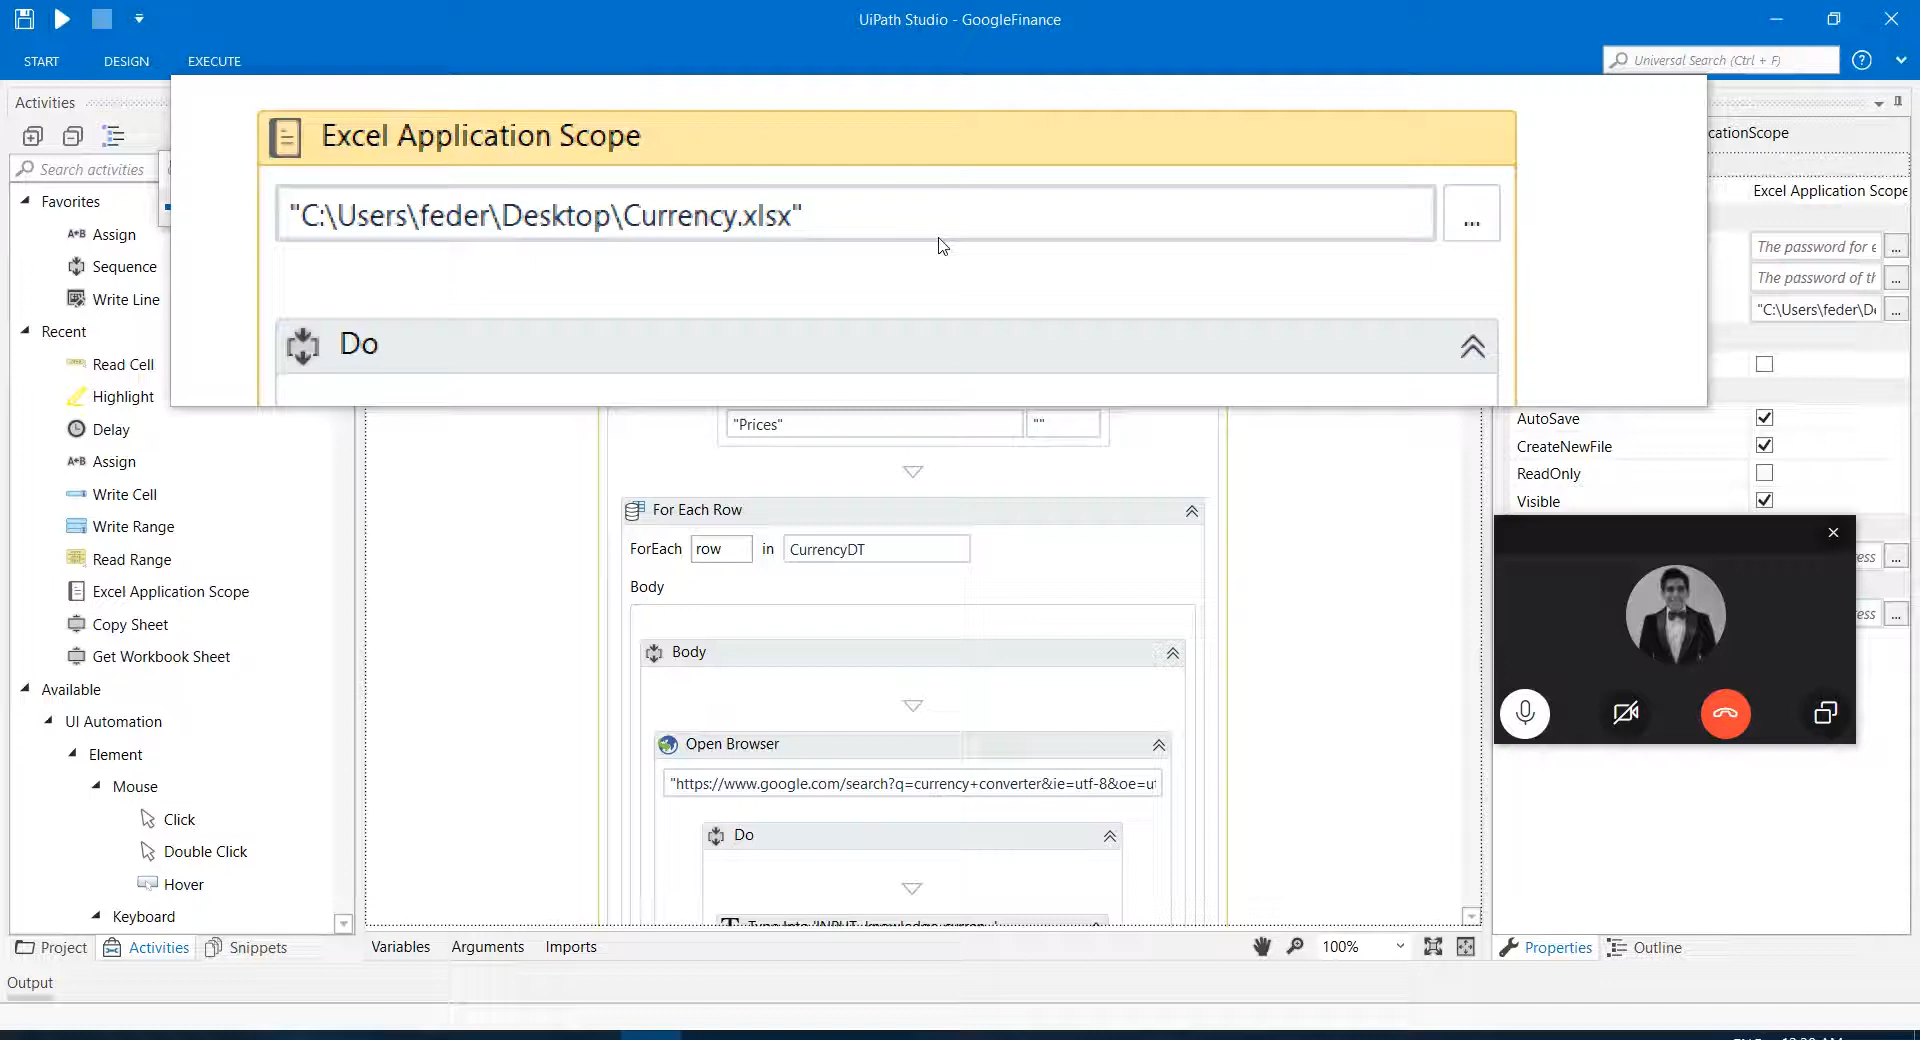 UiPath Studio - GoogleFinance
START DESIGN EXECUTE
Universal Search (Ctrl + F)
Activities
Search activities
Favorites
Assign
Sequence
Write Line
Recent
Read Cell
Highlight
Delay
Assign
Write Cell
Write Range
Read Range
Excel Application Scope
Copy Sheet
Get Workbook Sheet
Available
UI Automation
Element
Mouse
Click
Double Click
Hover
Keyboard
Project Activities Snippets
Output
Excel Application Scope
"C:\Users\feder\Desktop\Currency.xlsx" ...
Do
"Prices" ""
For Each Row
ForEach row in CurrencyDT
Body
Body
Open Browser
"https://www.google.com/search?q=currency+converter&ie=utf-8&oe=u
Do
Variables Arguments Imports
100%
cationScope
Excel Application Scope
The password for e ...
The password of th ...
"C:\Users\feder\D ...
AutoSave
CreateNewFile
ReadOnly
Visible
ess ...
ess ...
Properties Outline